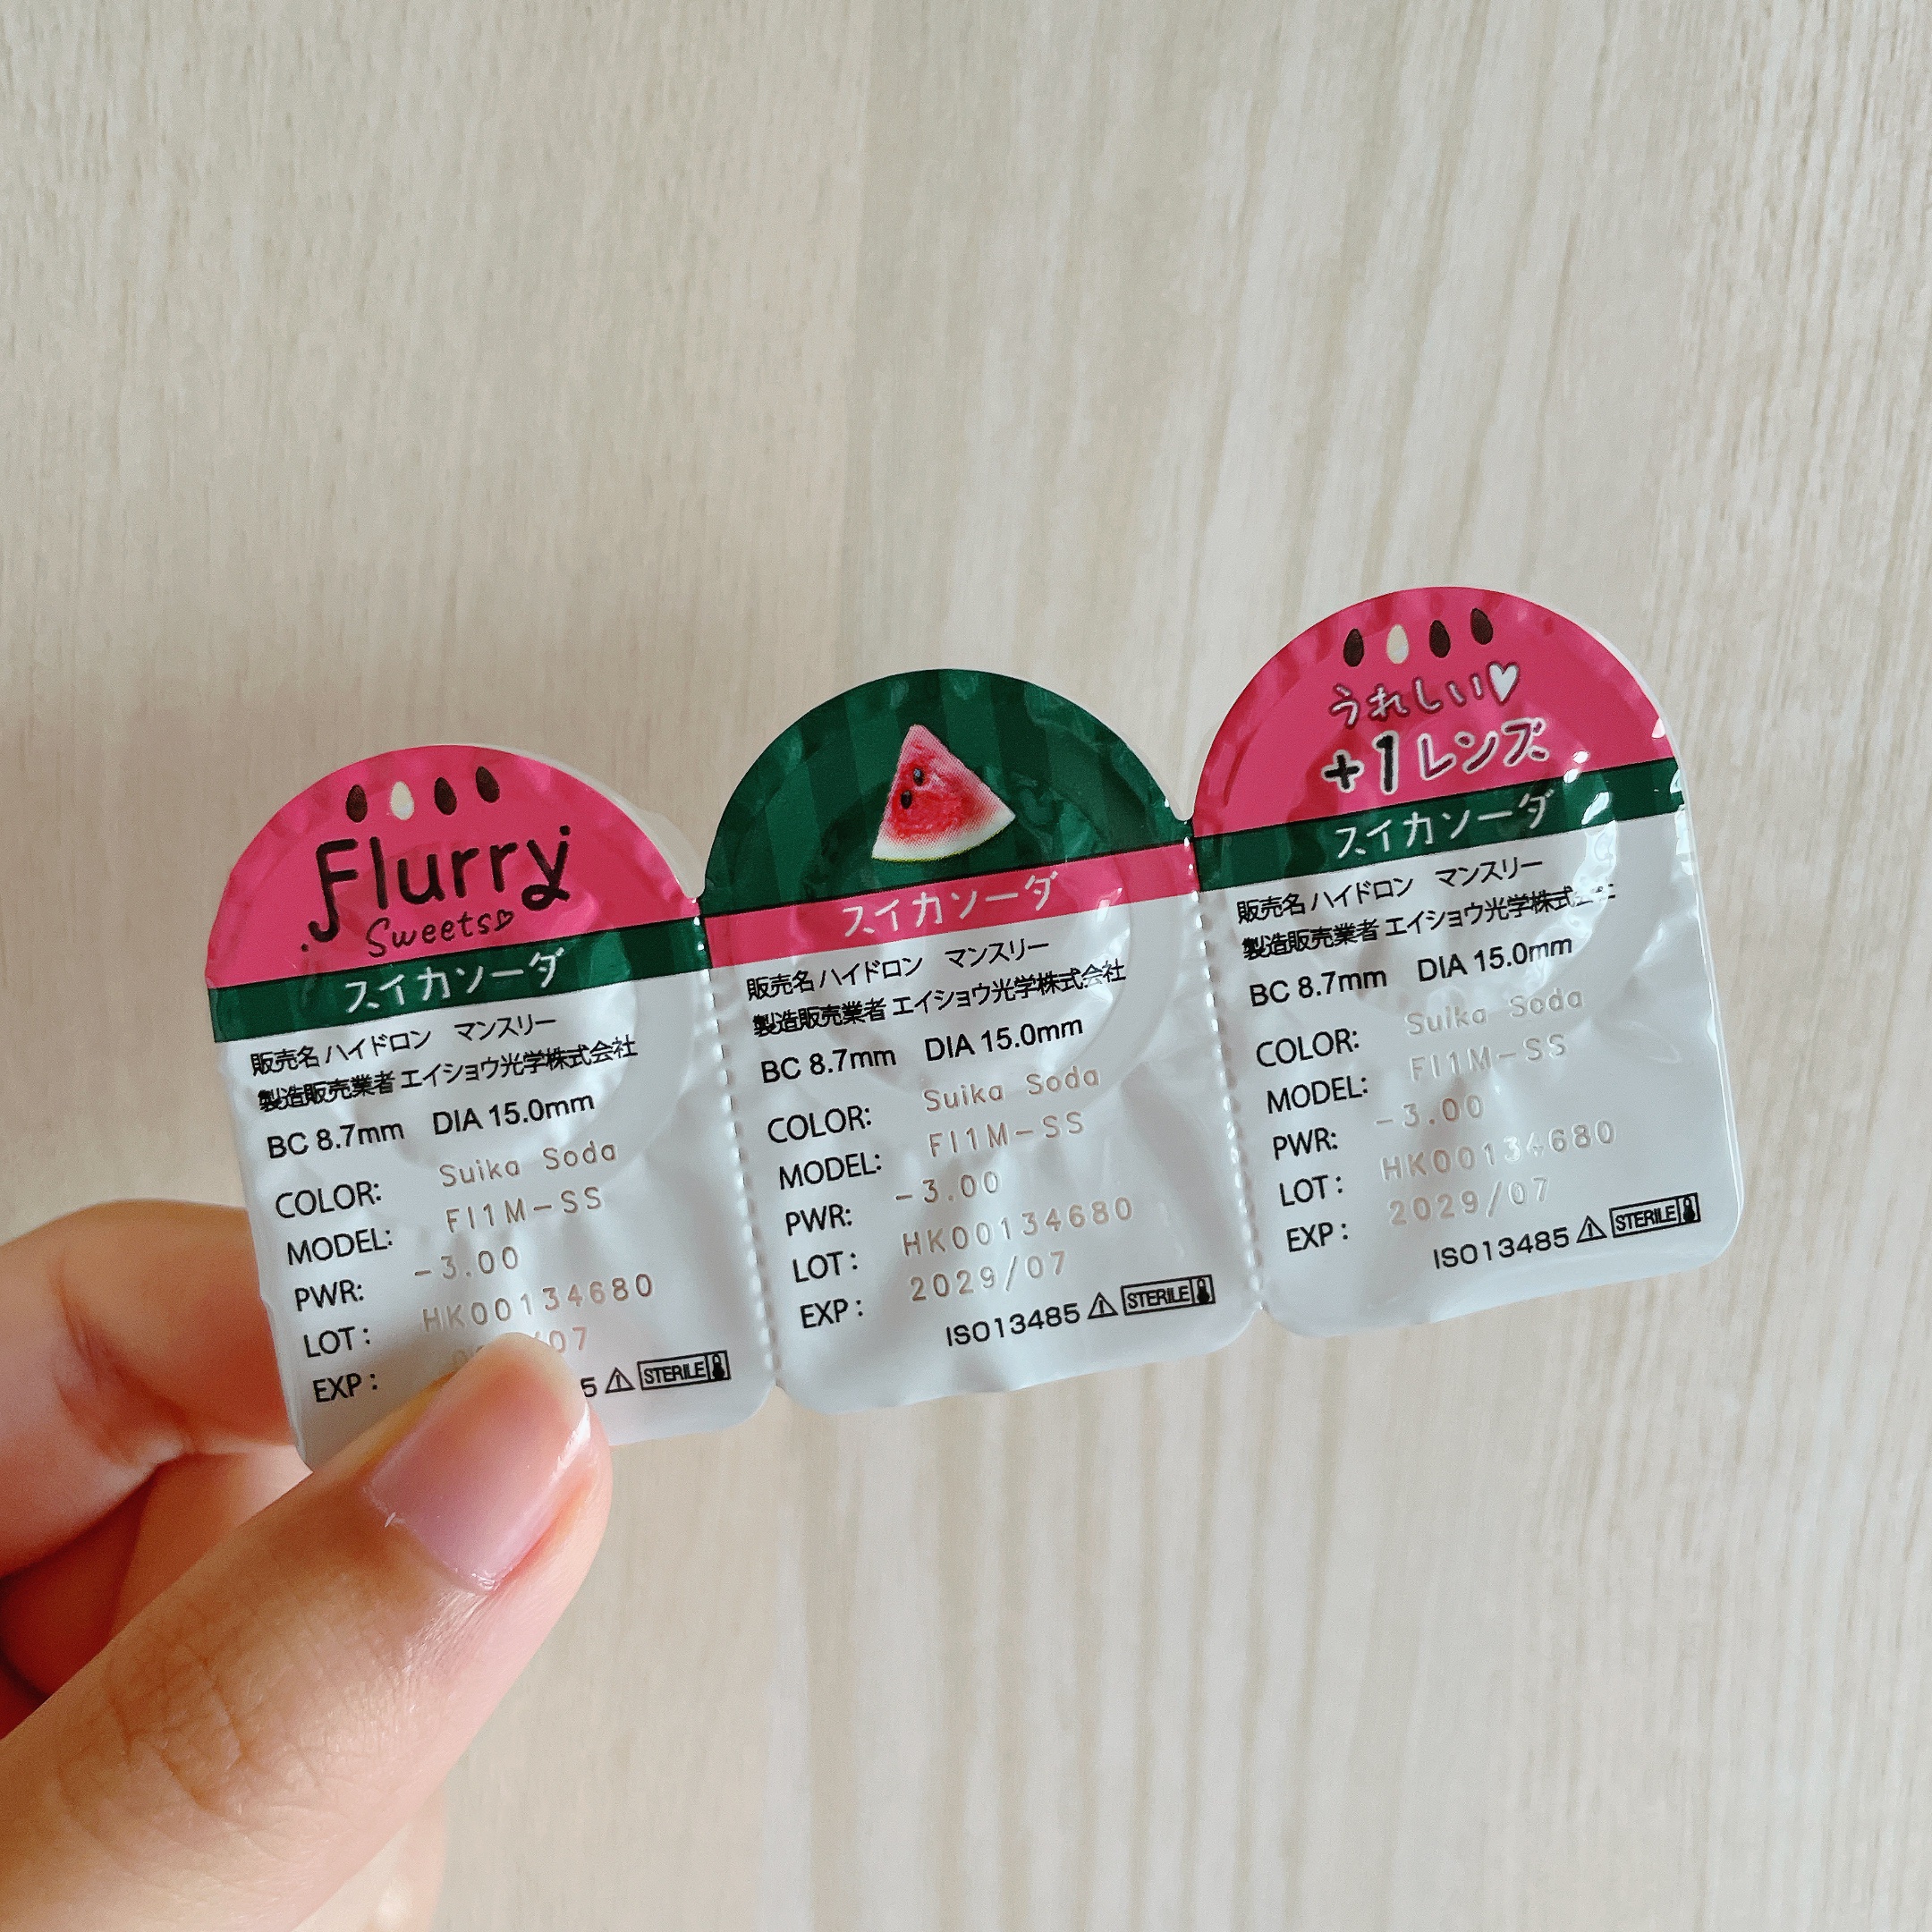 Flurry
Sweets♡
スイカソーダ
販売名 ハイドロン マンスリー
製造販売業者 エイショウ光学株式会社
BC 8.7mm DIA 15.0mm
COLOR: Suika Soda
MODEL: FI1M-SS
PWR: -3.00
LOT: HK00134680
EXP: /07
5 STERILE
スイカソーダ
販売名 ハイドロン マンスリー
製造販売業者 エイショウ光学株式会社
BC 8.7mm DIA 15.0mm
COLOR: Suika Soda
MODEL: FI1M-SS
PWR: -3.00
LOT: HK00134680
EXP: 2029/07
ISO13485 STERILE
うれしい♡
+1レンズ
スイカソーダ
販売名 ハイドロン マンスリー
製造販売業者 エイショウ光学株式会社
BC 8.7mm DIA 15.0mm
COLOR: Suika Soda
MODEL: FI1M-SS
PWR: -3.00
LOT: HK00134680
EXP: 2029/07
ISO13485 STERILE